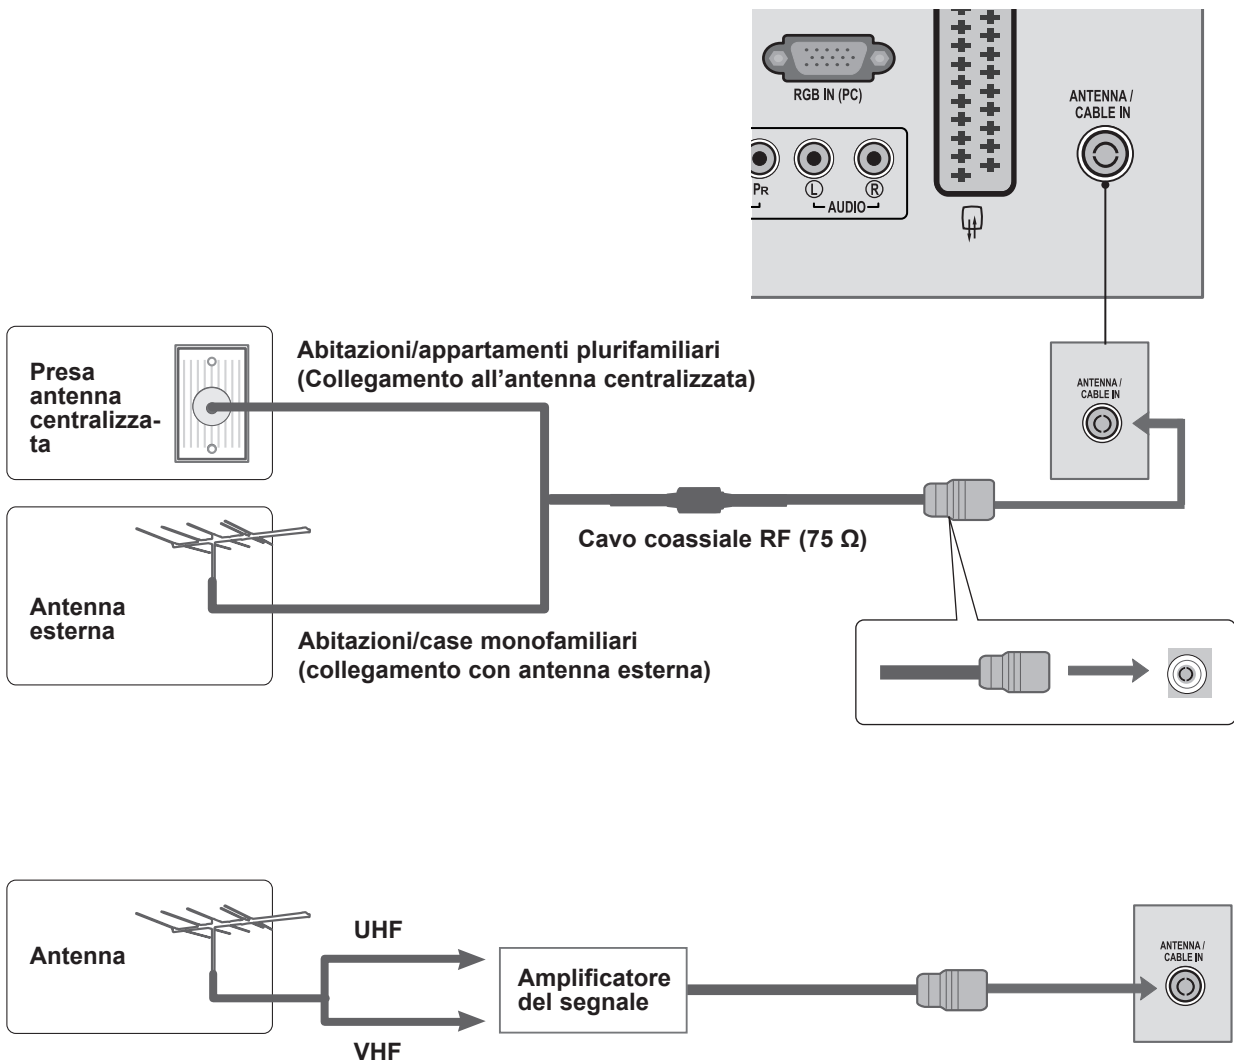 RGB IN (PC)
ANTENNA /
CABLE IN
PR
L
R
AUDIO
Presa
antenna
centralizza-
ta
Abitazioni/appartamenti plurifamiliari
(Collegamento all’antenna centralizzata)
ANTENNA /
CABLE IN
Cavo coassiale RF (75 Ω)
Antenna
esterna
Abitazioni/case monofamiliari
(collegamento con antenna esterna)
Antenna
UHF
VHF
Amplificatore
del segnale
ANTENNA /
CABLE IN